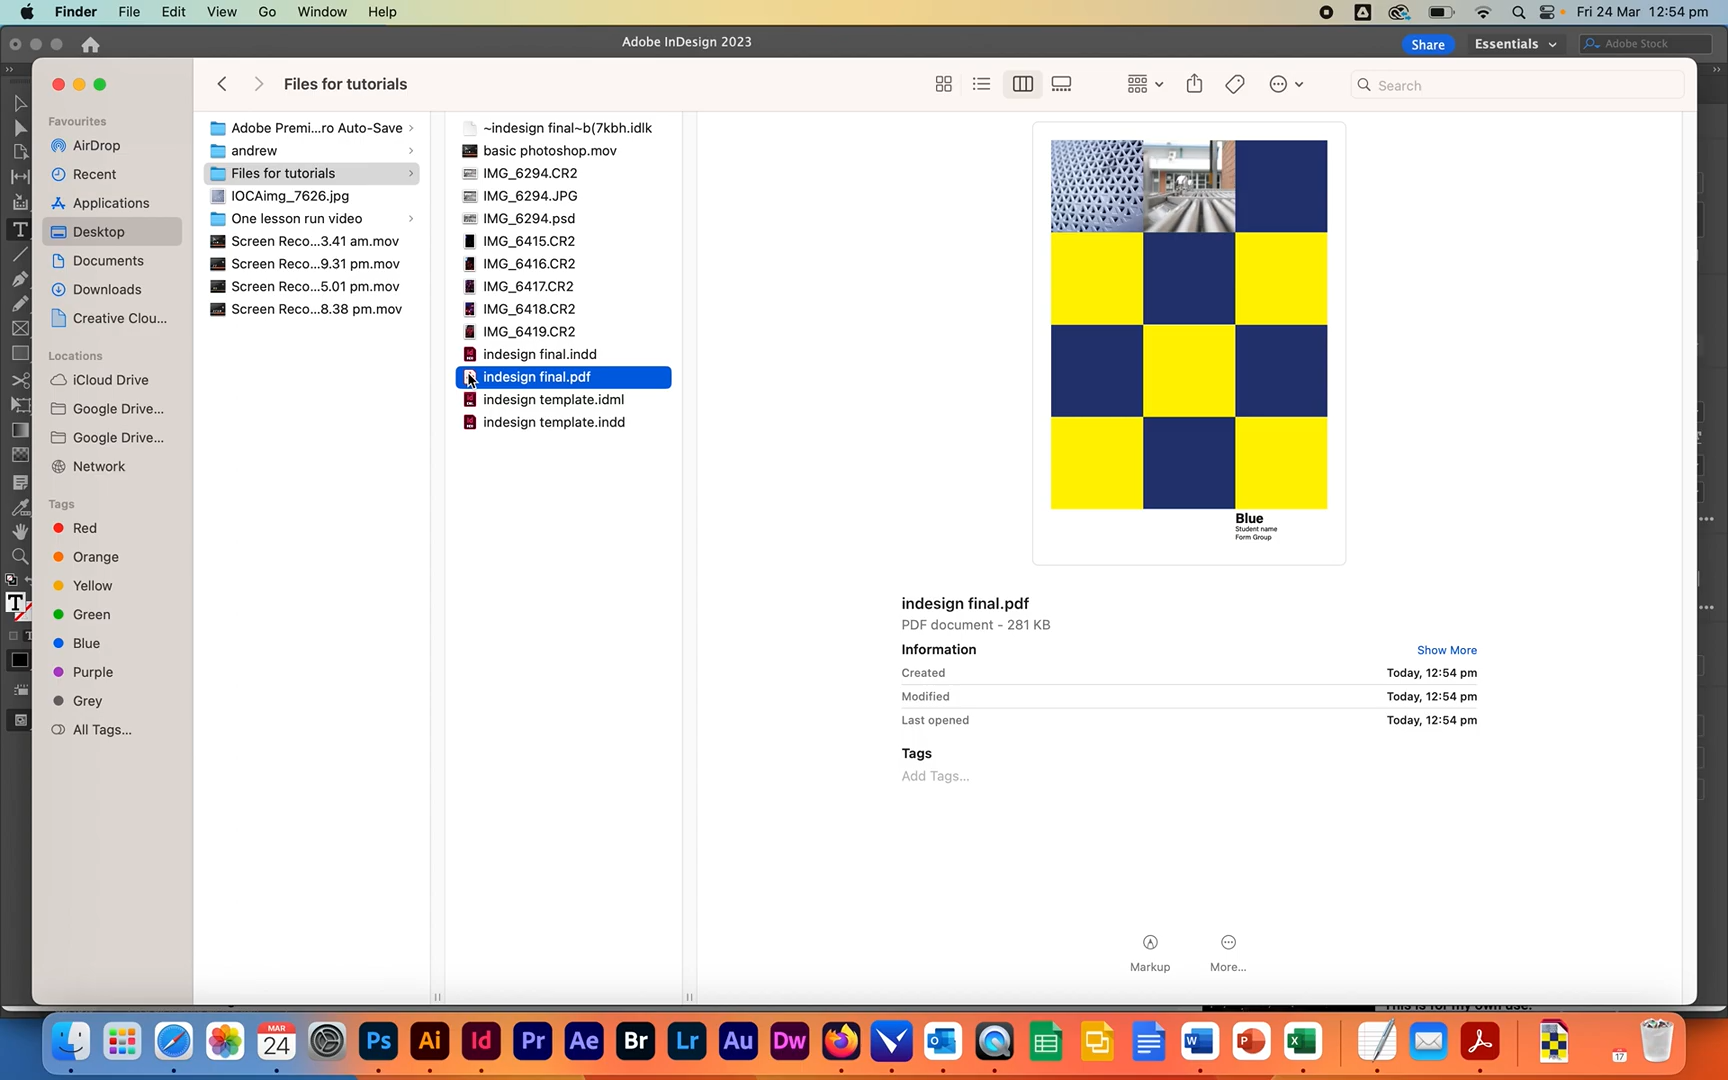 Finder File Edit View Go Window Help
Fri 24 Mar 12:54 pm
Adobe InDesign 2023
Share
Essentials
Adobe Stock
Files for tutorials
Search
Favourites
AirDrop
Recent
Applications
Desktop
Documents
Downloads
Creative Clou...
Locations
iCloud Drive
Google Drive...
Google Drive...
Network
Tags
Red
Orange
Yellow
Green
Blue
Purple
Grey
All Tags...
Adobe Premi...ro Auto-Save
andrew
Files for tutorials
IOCAimg_7626.jpg
One lesson run video
Screen Reco...3.41 am.mov
Screen Reco...9.31 pm.mov
Screen Reco...5.01 pm.mov
Screen Reco...8.38 pm.mov
~indesign final~b(7kbh.idlk
basic photoshop.mov
IMG_6294.CR2
IMG_6294.JPG
IMG_6294.psd
IMG_6415.CR2
IMG_6416.CR2
IMG_6417.CR2
IMG_6418.CR2
IMG_6419.CR2
indesign final.indd
indesign final.pdf
indesign template.idml
indesign template.indd
Blue
Student name
Form Group
indesign final.pdf
PDF document - 281 KB
Information
Show More
Created Today, 12:54 pm
Modified Today, 12:54 pm
Last opened Today, 12:54 pm
Tags
Add Tags...
Markup
More...
This is for my own use.
MAR
24
Ps
Ai
Id
Pr
Ae
Br
Lr
Au
Dw
W
P
X
17